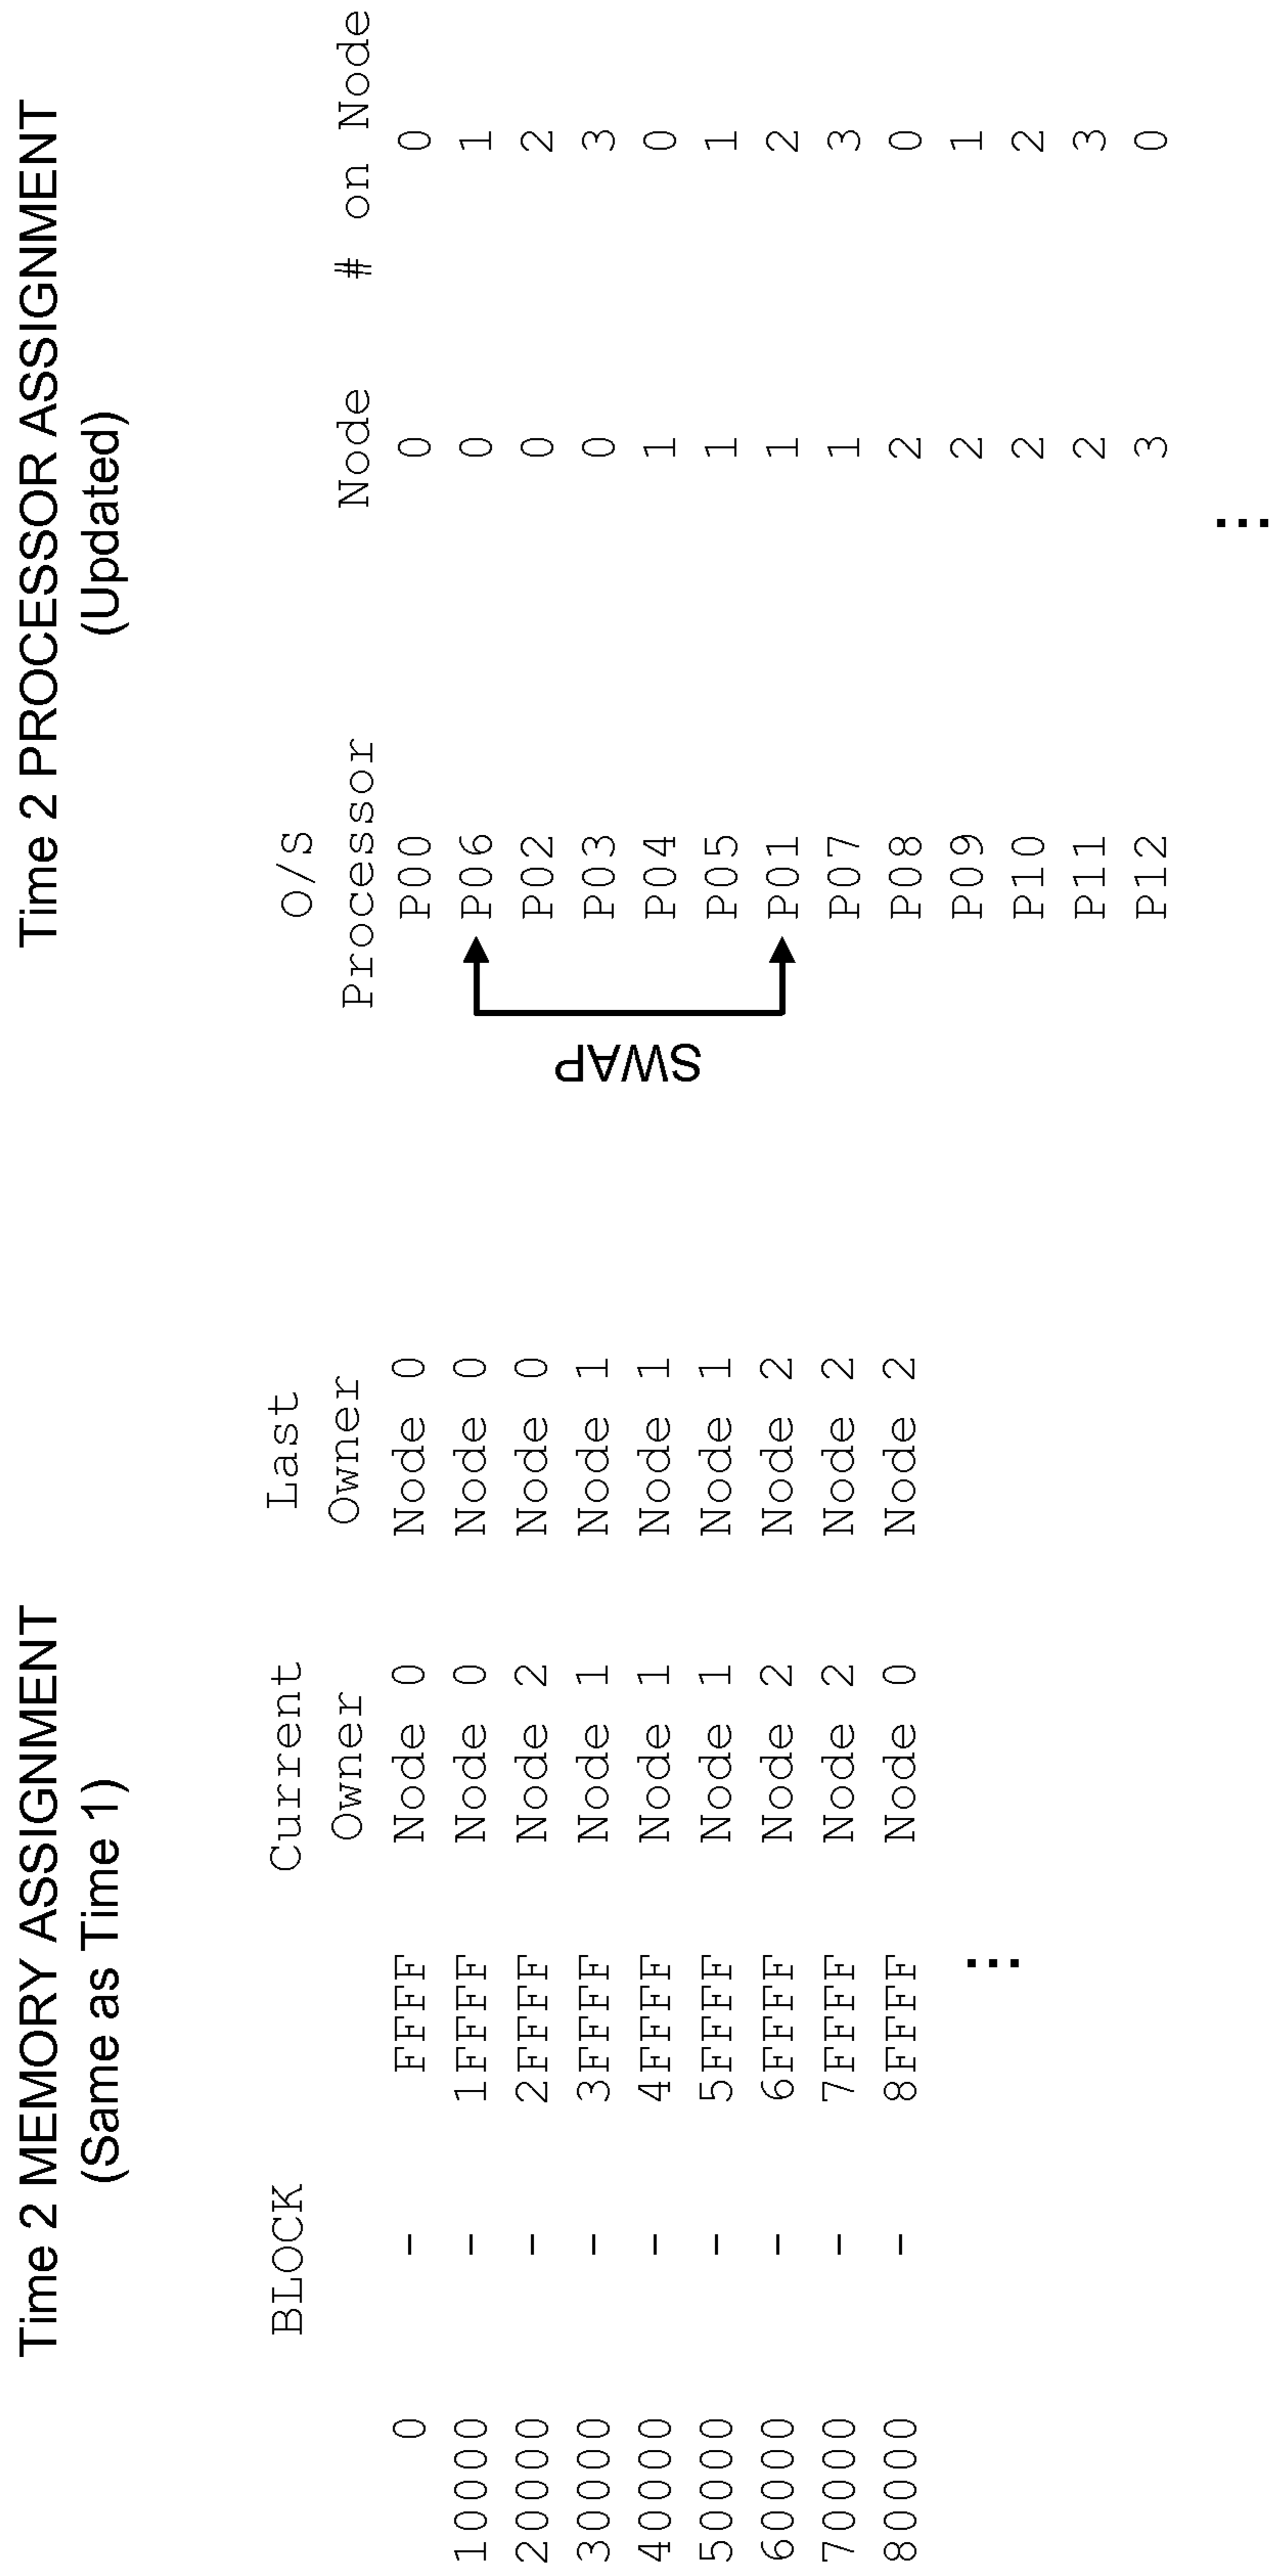 Time 2 MEMORY ASSIGNMENT
(Same as Time 1)
BLOCK Current Last
Owner Owner
0 - FFFF Node 0 Node 0
10000 - 1FFFF Node 0 Node 0
20000 - 2FFFF Node 2 Node 0
30000 - 3FFFF Node 1 Node 1
40000 - 4FFFF Node 1 Node 1
50000 - 5FFFF Node 1 Node 1
60000 - 6FFFF Node 2 Node 2
70000 - 7FFFF Node 2 Node 2
80000 - 8FFFF Node 0 Node 2
...
Time 2 PROCESSOR ASSIGNMENT
(Updated)
O/S
Processor Node # on Node
P00 0 0
P06 0 1
P02 0 2
P03 0 3
P04 1 0
P05 1 1
P01 1 2
P07 1 3
P08 2 0
P09 2 1
P10 2 2
P11 2 3
P12 3 0
...
SWAP